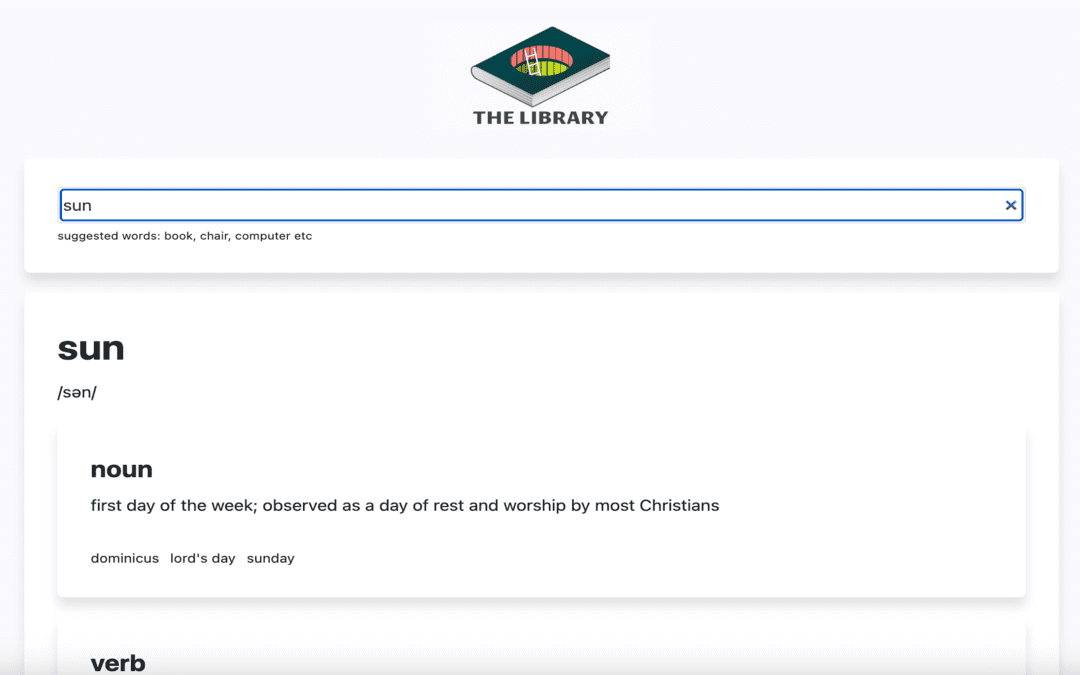 THE LIBRARY
sun
suggested words: book, chair, computer etc
sun
/sən/
noun
first day of the week; observed as a day of rest and worship by most Christians
dominicus lord's day sunday
verb